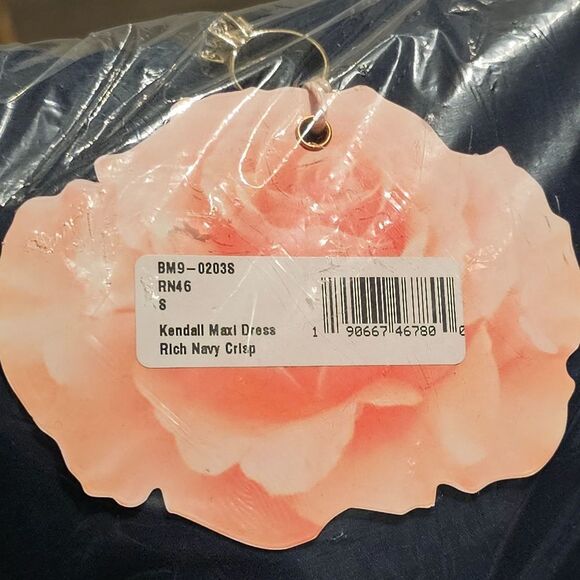 BM9-0203S
RN46
S
Kendall Maxi Dress
Rich Navy Crisp
1 90667 46780 0